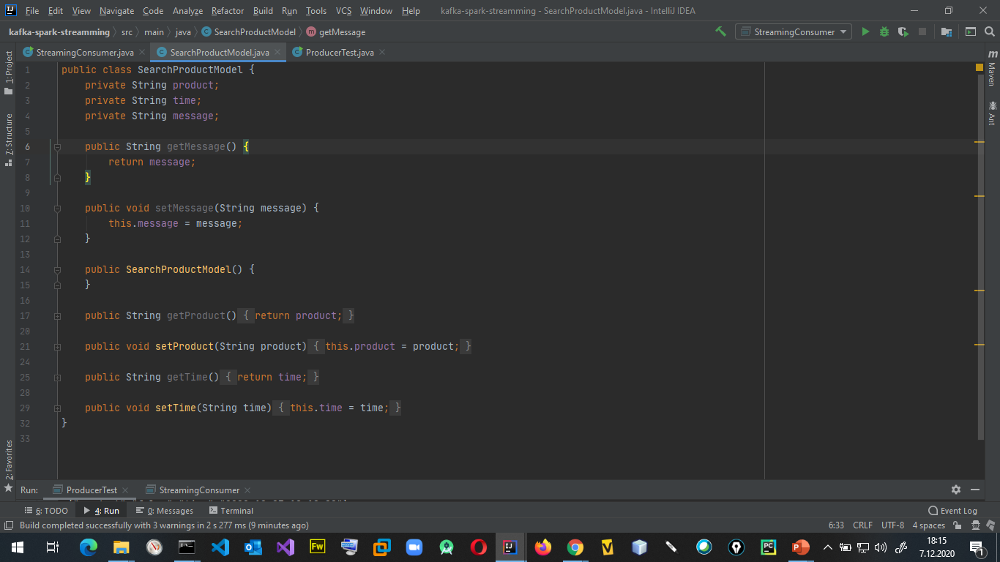 File Edit View Navigate Code Analyze Refactor Build Run Tools VCS Window Help kafka-spark-streamming - SearchProductModel.java - IntelliJ IDEA
kafka-spark-streamming src main java SearchProductModel getMessage StreamingConsumer
StreamingConsumer.java SearchProductModel.java ProducerTest.java
1: Project
7: Structure
2: Favorites
Maven
Ant
1 public class SearchProductModel {
2 private String product;
3 private String time;
4 private String message;
5
6 public String getMessage() {
7 return message;
8 }
9
10 public void setMessage(String message) {
11 this.message = message;
12 }
13
14 public SearchProductModel() {
15 }
16
17 public String getProduct() { return product; }
20
21 public void setProduct(String product) { this.product = product; }
24
25 public String getTime() { return time; }
28
29 public void setTime(String time) { this.time = time; }
32 }
33
Run: ProducerTest StreamingConsumer
6: TODO 4: Run 0: Messages Terminal Event Log
Build completed successfully with 3 warnings in 2 s 277 ms (9 minutes ago) 6:33 CRLF UTF-8 4 spaces
18:15
7.12.2020